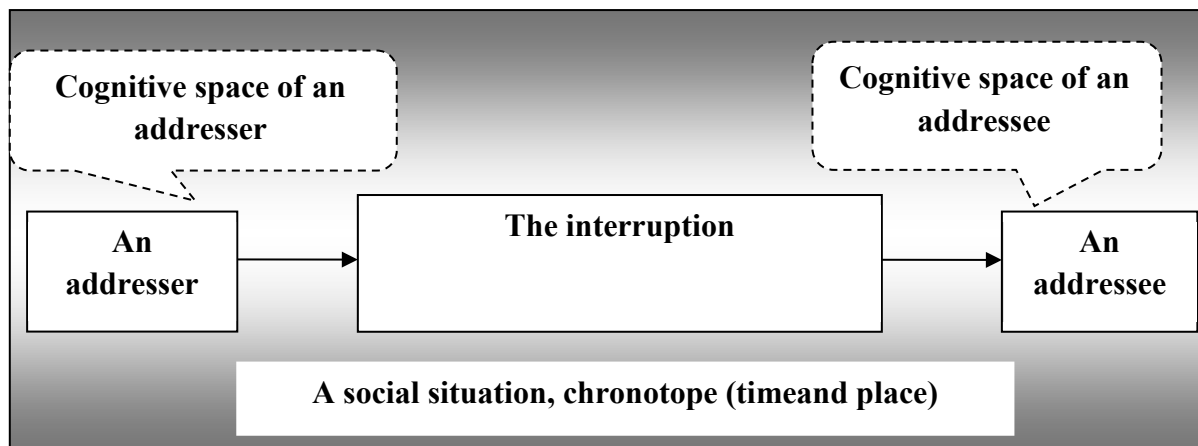 Cognitive space of an
addresser
Cognitive space of an
addressee
An
addresser
The interruption
An
addressee
A social situation, chronotope (timeand place)